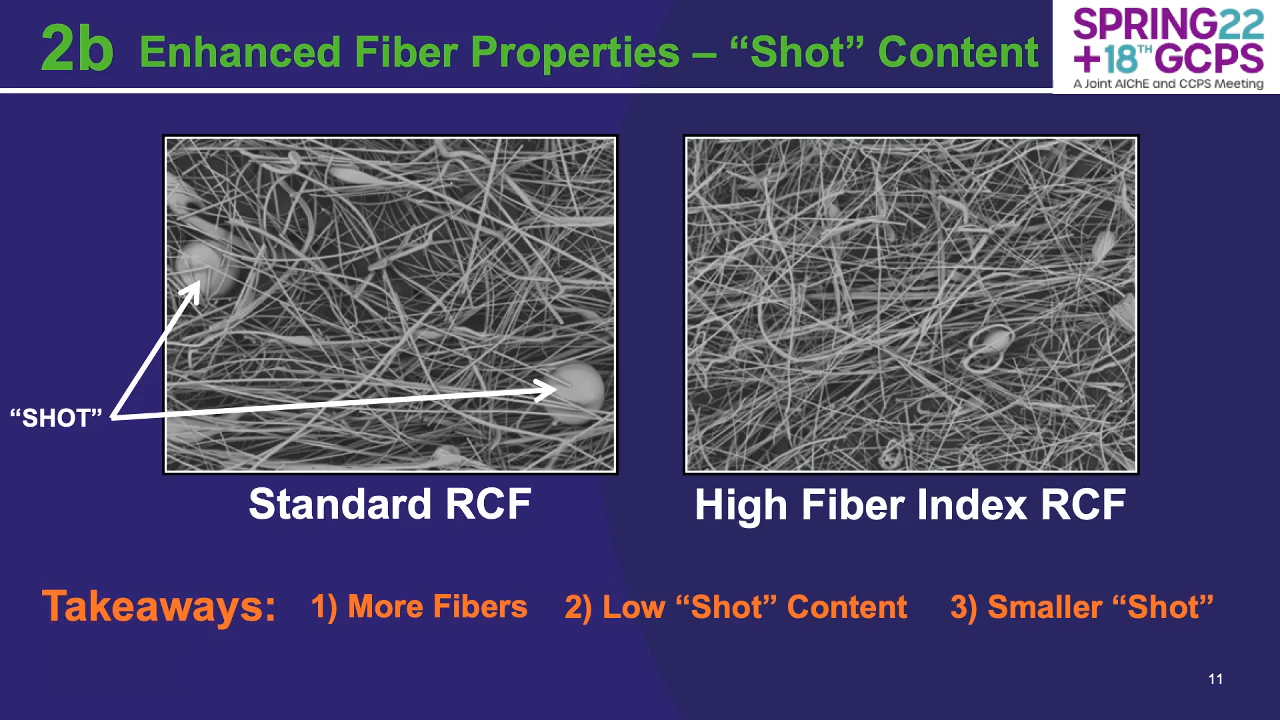 2b Enhanced Fiber Properties – “Shot” Content
SPRING22
+18TH GCPS
A Joint AIChE and CCPS Meeting
“SHOT”
Standard RCF
High Fiber Index RCF
Takeaways: 1) More Fibers 2) Low “Shot” Content 3) Smaller “Shot”
11